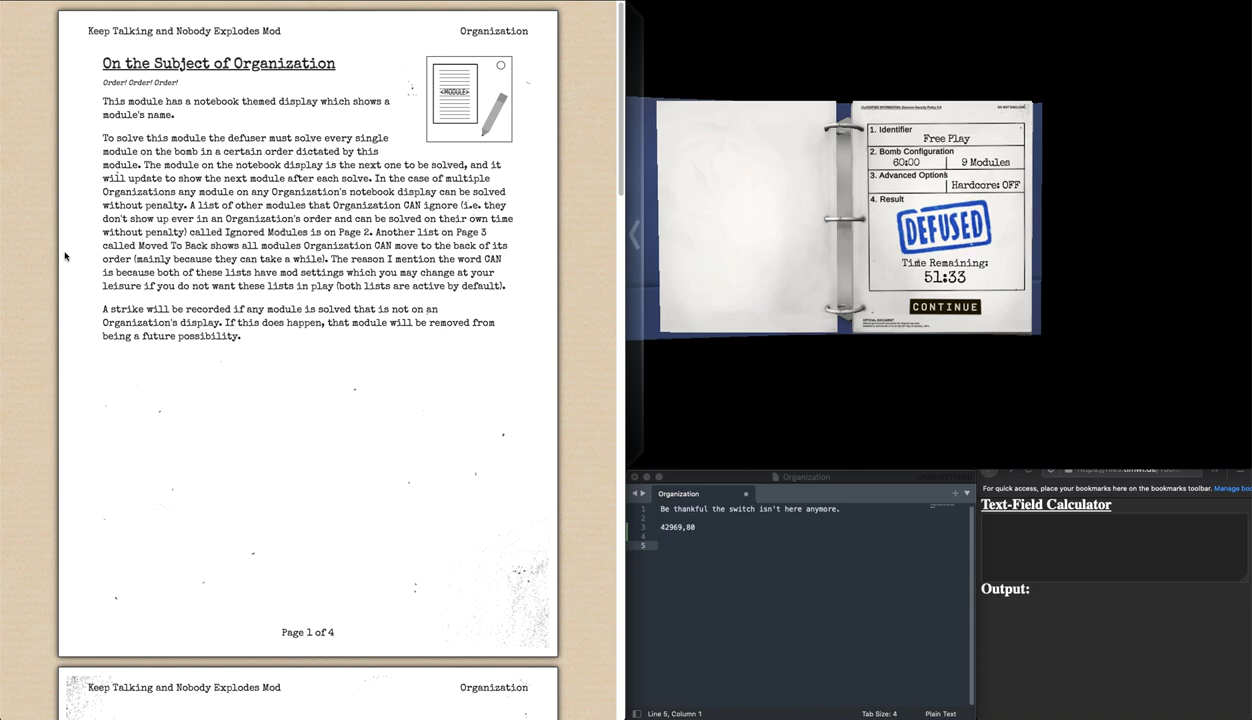 Keep Talking and Nobody Explodes Mod
Organization
On the Subject of Organization
Order! Order! Order!
This module has a notebook themed display which shows a
module's name.
<MODULE>
To solve this module the defuser must solve every single
module on the bomb in a certain order dictated by this
module. The module on the notebook display is the next one to be solved, and it
will update to show the next module after each solve. In the case of multiple
Organizations any module on any Organization's notebook display can be solved
without penalty. A list of other modules that Organization CAN ignore (i.e. they
don't show up ever in an Organization's order and can be solved on their own time
without penalty) called Ignored Modules is on Page 2. Another list on Page 3
called Moved To Back shows all modules Organization CAN move to the back of its
order (mainly because they can take a while). The reason I mention the word CAN
is because both of these lists have mod settings which you may change at your
leisure if you do not want these lists in play (both lists are active by default).
A strike will be recorded if any module is solved that is not on an
Organization's display. If this does happen, that module will be removed from
being a future possibility.
Page 1 of 4
Keep Talking and Nobody Explodes Mod
Organization
1. Identifier
Free Play
2. Bomb Configuration
60:00
9 Modules
3. Advanced Options
Hardcore: OFF
4. Result
DEFUSED
Time Remaining:
51:33
CONTINUE
Organization
Organization
1 Be thankful the switch isn't here anymore.
2
3 42969,80
4
5
Line 5, Column 1
Tab Size: 4
Plain Text
For quick access, place your bookmarks here on the bookmarks toolbar. Manage
Text-Field Calculator
Output: